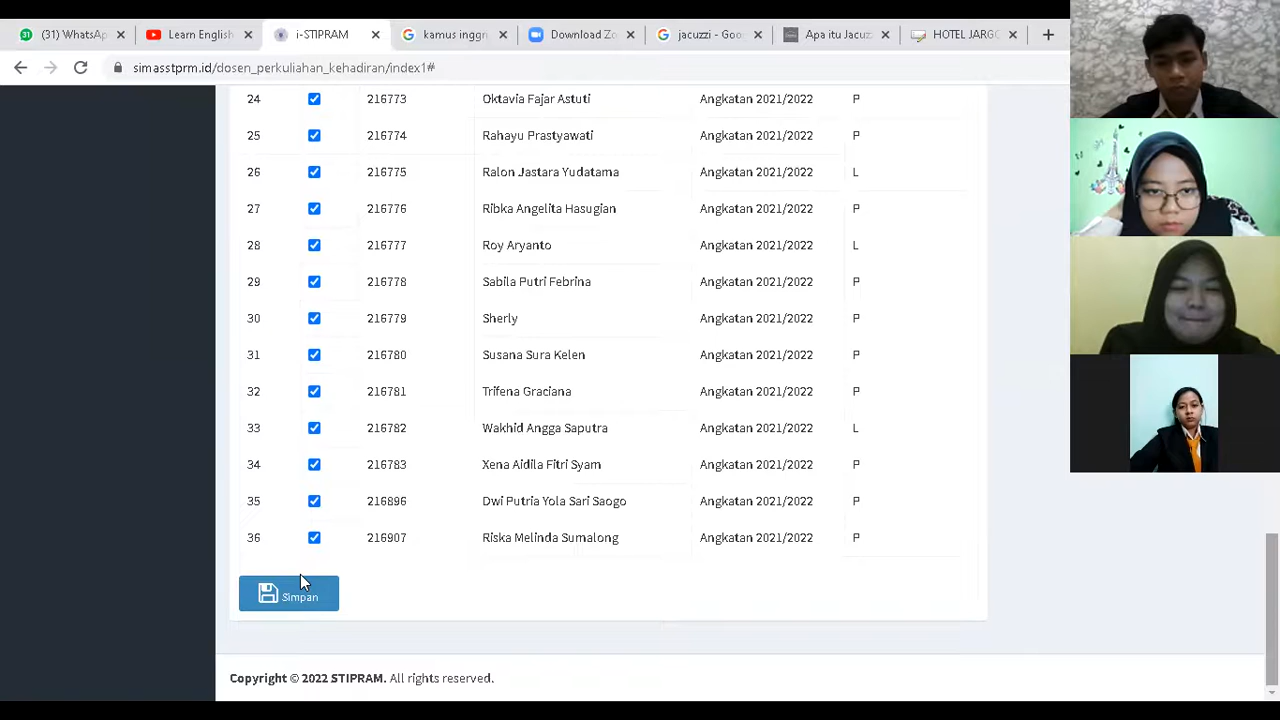 (31) WhatsAp
Learn English
i-STIPRAM
kamus inggr
Download Zo
jacuzzi - Goo
Apa itu Jacuz
HOTEL JARGO
simasstprm.id/dosen_perkuliahan_kehadiran/index1#
24 216773 Oktavia Fajar Astuti Angkatan 2021/2022 P
25 216774 Rahayu Prastyawati Angkatan 2021/2022 P
26 216775 Ralon Jastara Yudatama Angkatan 2021/2022 L
27 216776 Ribka Angelita Hasugian Angkatan 2021/2022 P
28 216777 Roy Aryanto Angkatan 2021/2022 L
29 216778 Sabila Putri Febrina Angkatan 2021/2022 P
30 216779 Sherly Angkatan 2021/2022 P
31 216780 Susana Sura Kelen Angkatan 2021/2022 P
32 216781 Trifena Graciana Angkatan 2021/2022 P
33 216782 Wakhid Angga Saputra Angkatan 2021/2022 L
34 216783 Xena Aidila Fitri Syam Angkatan 2021/2022 P
35 216896 Dwi Putria Yola Sari Saogo Angkatan 2021/2022 P
36 216907 Riska Melinda Sumalong Angkatan 2021/2022 P
Simpan
Copyright © 2022 STIPRAM. All rights reserved.